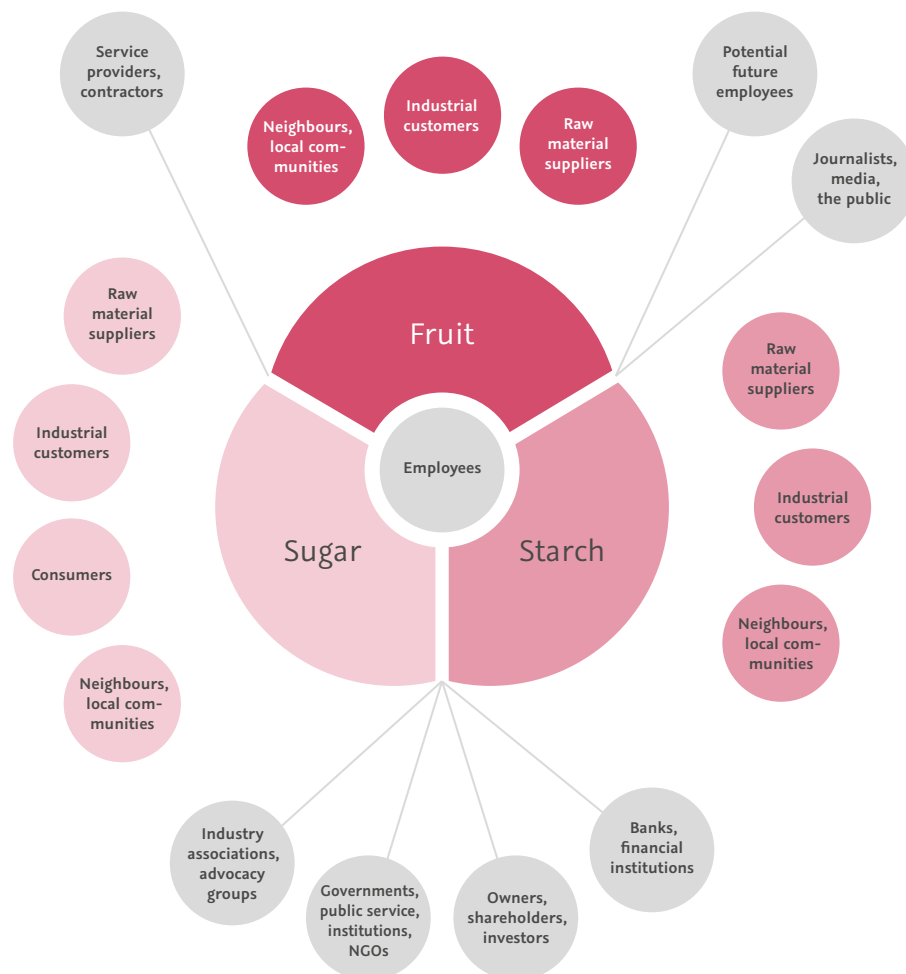 Service
providers,
contractors
Neighbours,
local com-
munities
Industrial
customers
Raw
material
suppliers
Potential
future
employees
Journalists,
media,
the public
Raw
material
suppliers
Industrial
customers
Consumers
Neighbours,
local com-
munities
Fruit
Employees
Sugar
Starch
Raw
material
suppliers
Industrial
customers
Neighbours,
local com-
munities
Industry
associations,
advocacy
groups
Governments,
public service,
institutions,
NGOs
Owners,
shareholders,
investors
Banks,
financial
institutions